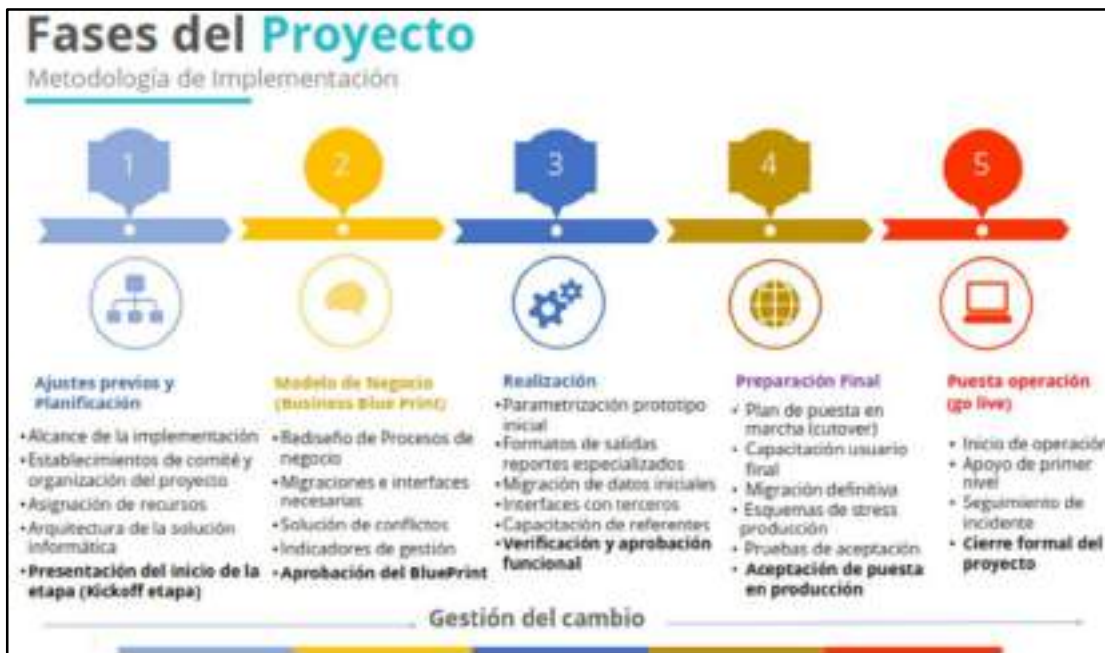 Fases del Proyecto
Metodología de Implementación
1
2
3
4
5
Ajustes previos y
Planificación
•Alcance de la implementación
•Establecimientos de comité y
organización del proyecto
•Asignación de recursos
•Arquitectura de la solución
informática
•Presentación del inicio de la
etapa (Kickoff etapa)
Modelo de Negocio
(Business Blue Print)
•Rediseño de Procesos de
negocio
•Migraciones e interfaces
necesarias
•Solución de conflictos
•Indicadores de gestión
•Aprobación del BluePrint
Realización
•Parametrización prototipo
inicial
•Formatos de salidas
reportes especializados
•Migración de datos iniciales
•Interfaces con terceros
•Capacitación de referentes
•Verificación y aprobación
funcional
Preparación Final
✓ Plan de puesta en
marcha (cutover)
• Capacitación usuario
final
• Migración definitiva
• Esquemas de stress
producción
• Pruebas de aceptación
• Aceptación de puesta
en producción
Puesta operación
(go live)
• Inicio de operación
• Apoyo de primer
nivel
• Seguimiento de
incidente
• Cierre formal del
proyecto
Gestión del cambio